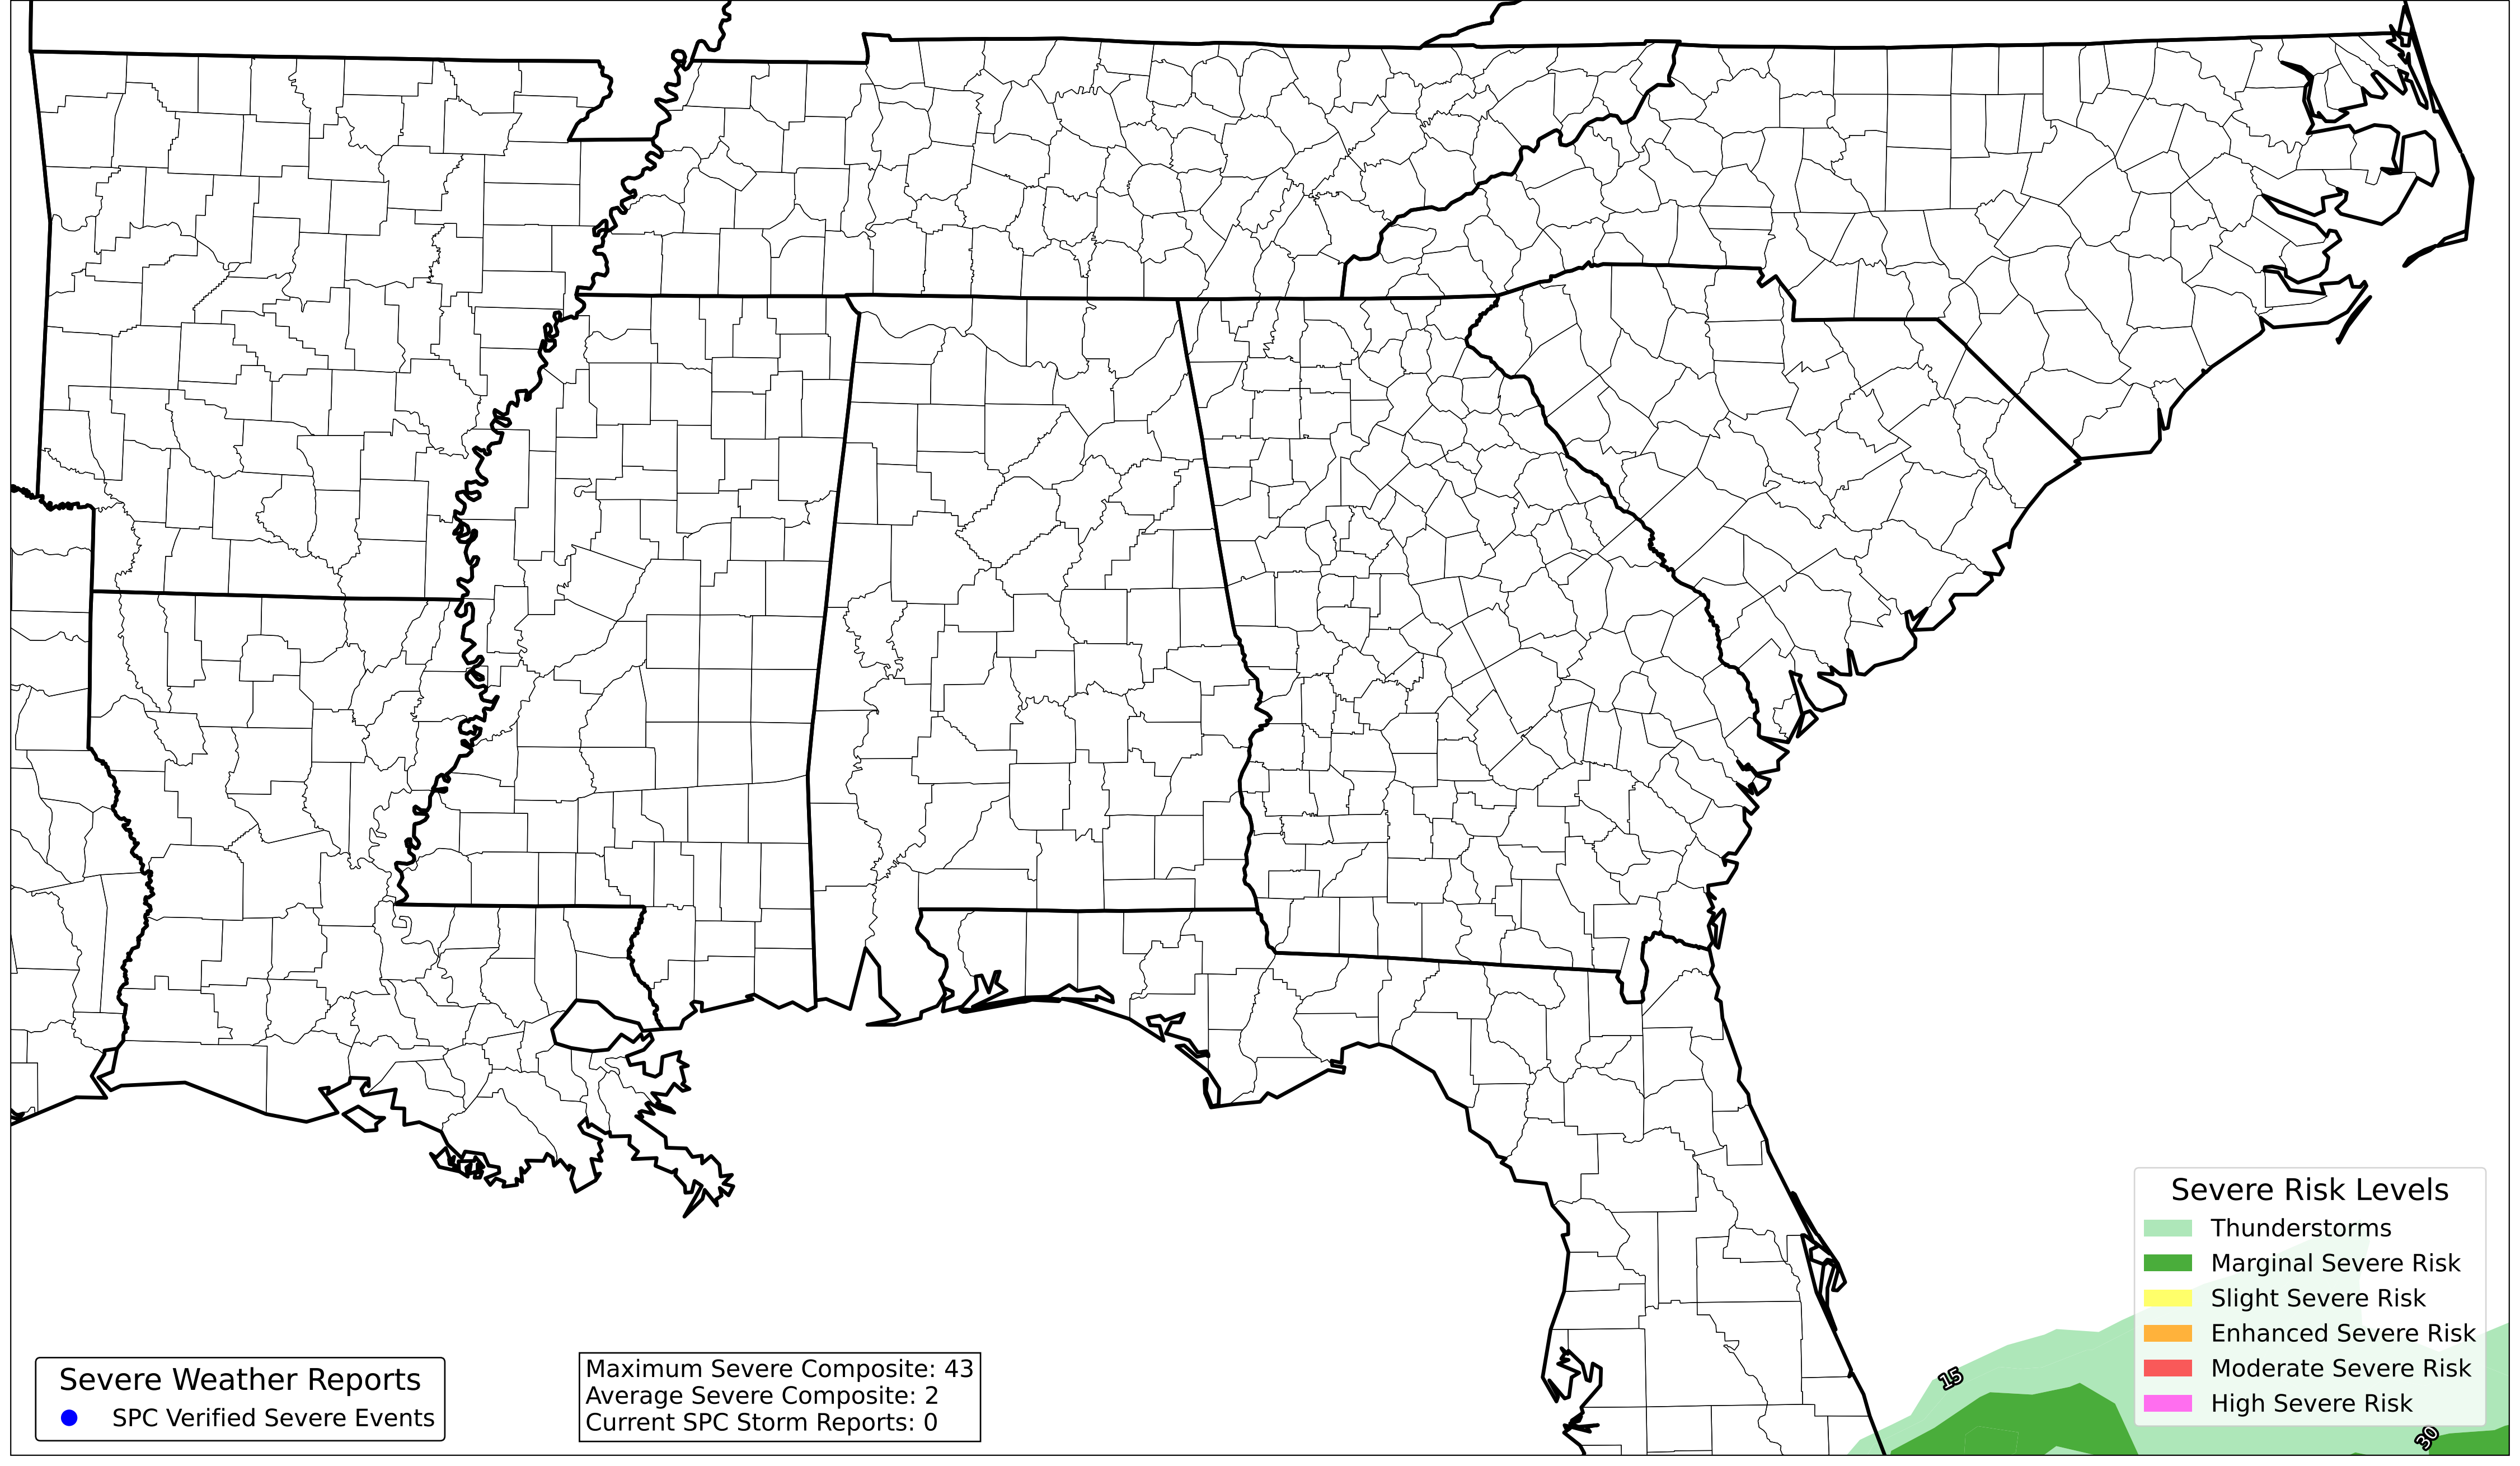 Severe Risk Levels
Thunderstorms
Marginal Severe Risk
Slight Severe Risk
Enhanced Severe Risk
Moderate Severe Risk
High Severe Risk
15
30
Severe Weather Reports
SPC Verified Severe Events
Maximum Severe Composite: 43
Average Severe Composite: 2
Current SPC Storm Reports: 0